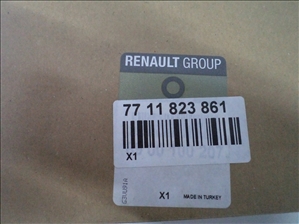 RENAULT GROUP
77 11 823 861
X1
X1 MADE IN TURKEY